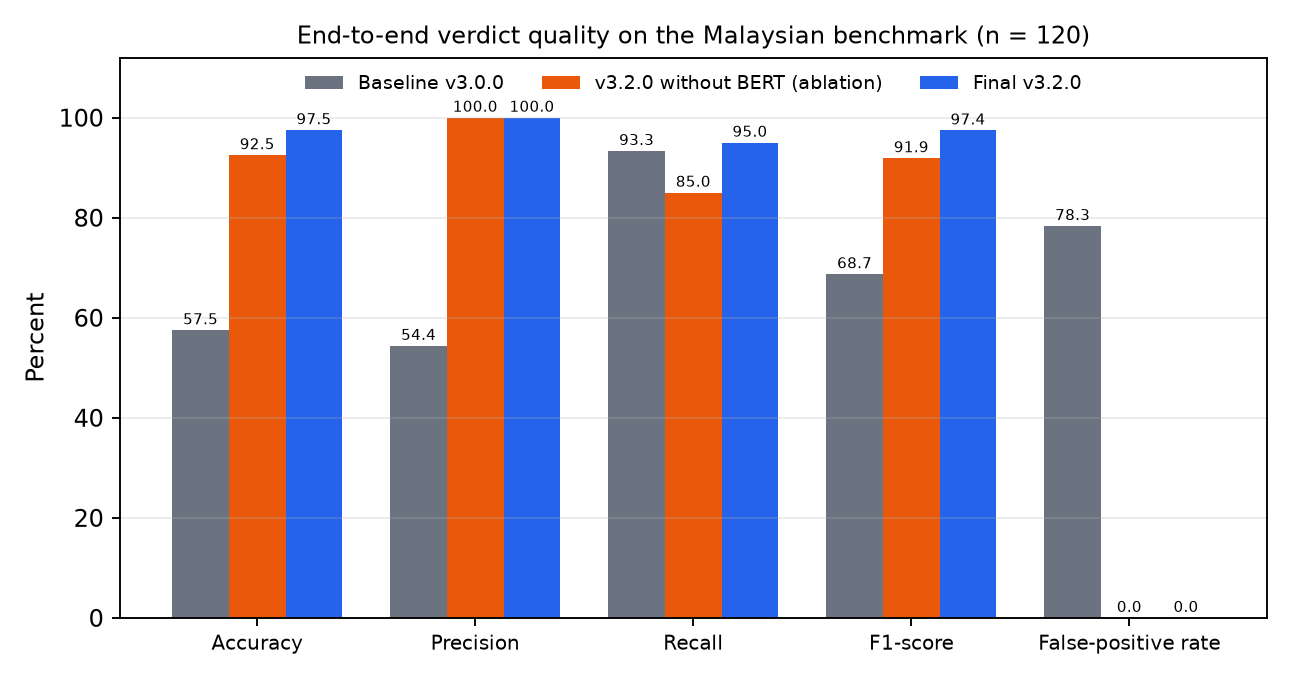 End-to-end verdict quality on the Malaysian benchmark (n = 120)
Baseline v3.0.0 v3.2.0 without BERT (ablation) Final v3.2.0
Percent
100
80
60
40
20
0
57.5 92.5 97.5
54.4 100.0 100.0
93.3 85.0 95.0
68.7 91.9 97.4
78.3 0.0 0.0
Accuracy Precision Recall F1-score False-positive rate